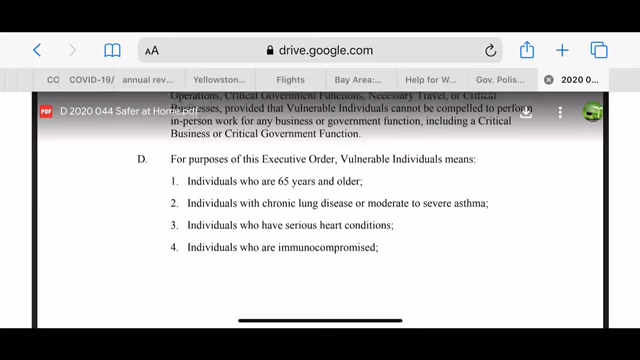 AA
drive.google.com
CO COVID-19/ annual rev... Yellowston... Flights Bay Area:... Help for W... Gov. Polis... 2020 0...
Operations, Critical Government Functions, Necessary Travel, or Critical
PDF D 2020 044 Safer at Home.pdf
Businesses, provided that Vulnerable Individuals cannot be compelled to perform
in-person work for any business or government function, including a Critical
Business or Critical Government Function.
D. For purposes of this Executive Order, Vulnerable Individuals means:
1. Individuals who are 65 years and older;
2. Individuals with chronic lung disease or moderate to severe asthma;
3. Individuals who have serious heart conditions;
4. Individuals who are immunocompromised;